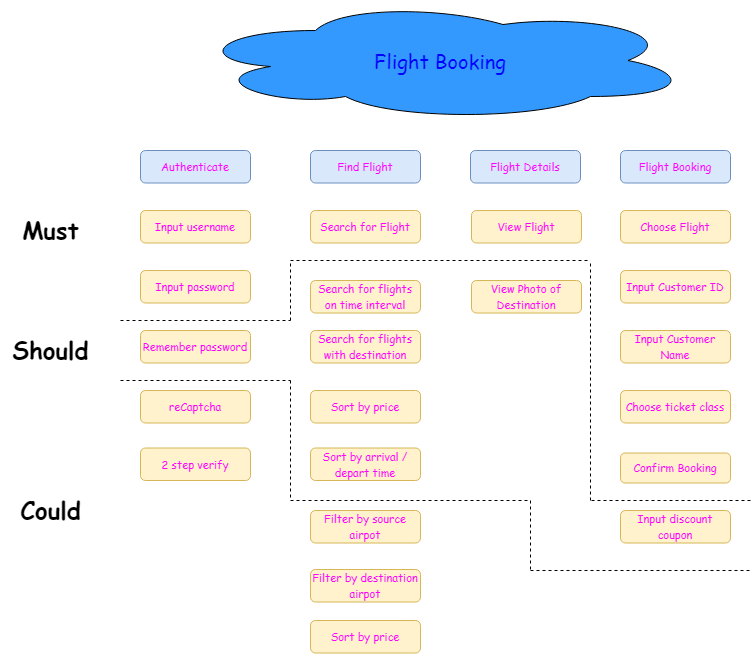 Flight Booking
Authenticate
Find Flight
Flight Details
Flight Booking
Must
Input username
Search for Flight
View Flight
Choose Flight
Input password
Search for flights
on time interval
View Photo of
Destination
Input Customer ID
Should
Remember password
Search for flights
with destination
Input Customer
Name
reCaptcha
Sort by price
Choose ticket class
2 step verify
Sort by arrival /
depart time
Confirm Booking
Could
Filter by source
airpot
Input discount
coupon
Filter by destination
airpot
Sort by price